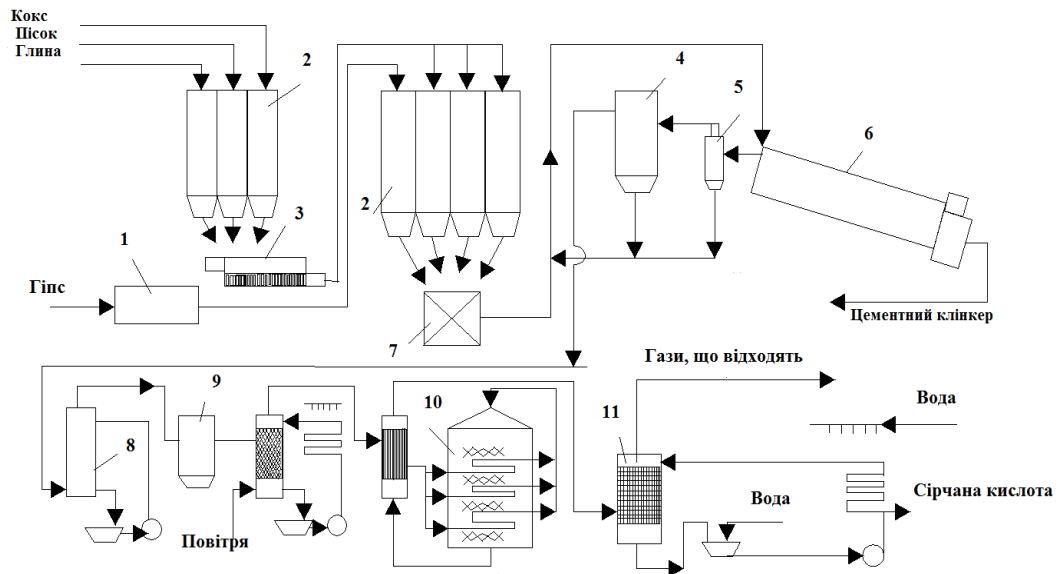 Кокс
Пісок
Глина
2
4
5
6
3
2
1
Гіпс
7
Цементний клінкер
Гази, що відходять
9
10
11
Вода
8
Вода
Сірчана кислота
Повітря